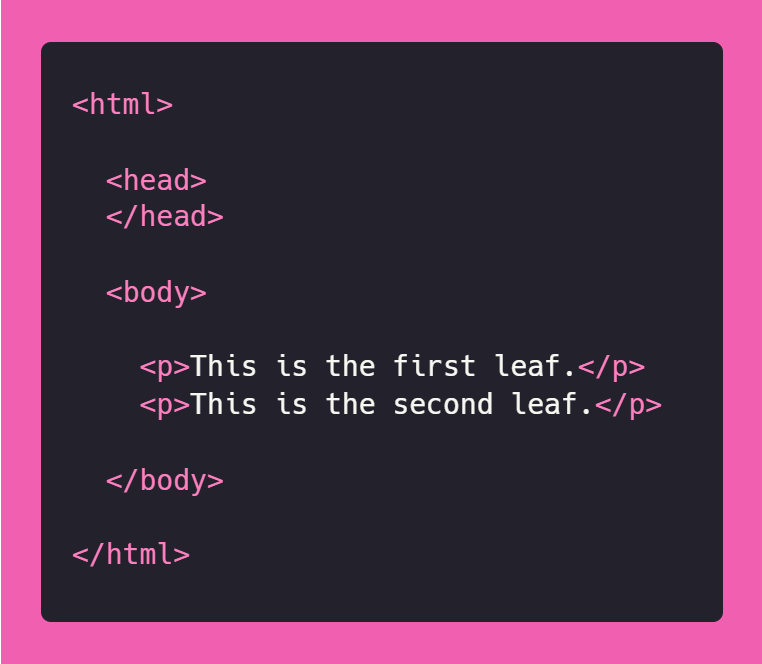 <html>
<head>
</head>
<body>
<p>This is the first leaf.</p>
<p>This is the second leaf.</p>
</body>
</html>